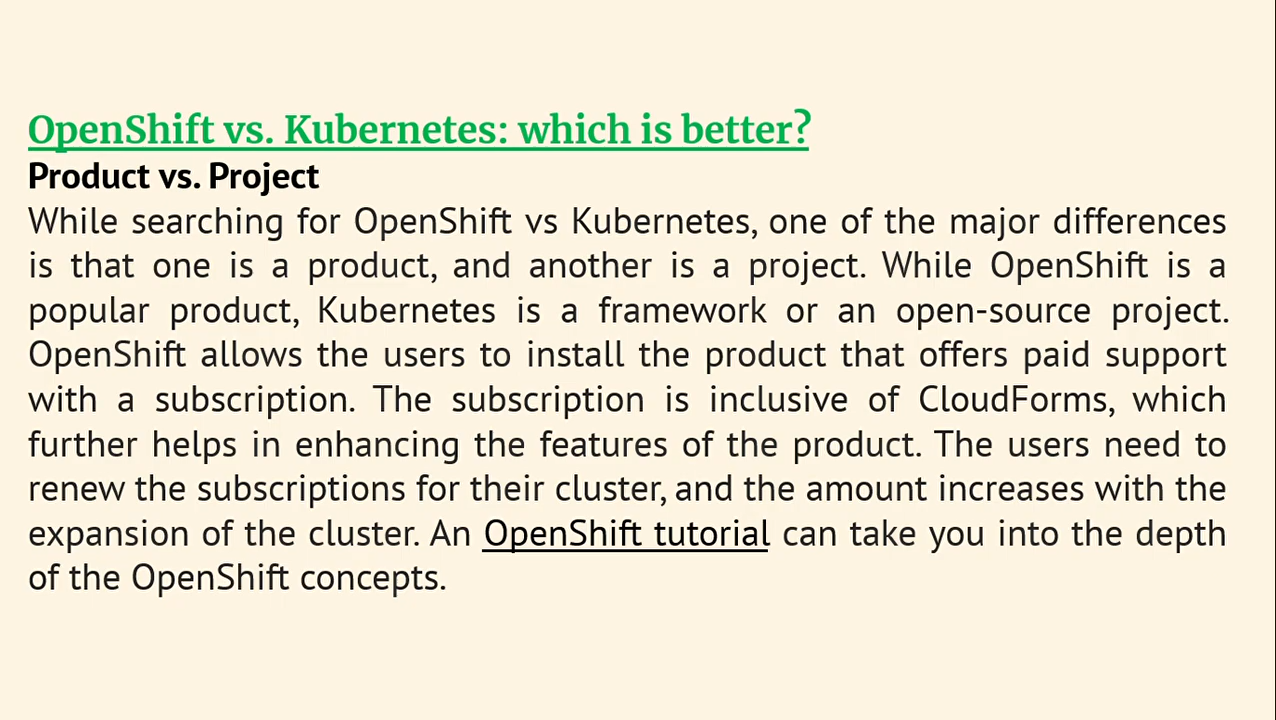 OpenShift vs. Kubernetes: which is better?
Product vs. Project
While searching for OpenShift vs Kubernetes, one of the major differences
is that one is a product, and another is a project. While OpenShift is a
popular product, Kubernetes is a framework or an open-source project.
OpenShift allows the users to install the product that offers paid support
with a subscription. The subscription is inclusive of CloudForms, which
further helps in enhancing the features of the product. The users need to
renew the subscriptions for their cluster, and the amount increases with the
expansion of the cluster. An OpenShift tutorial can take you into the depth
of the OpenShift concepts.